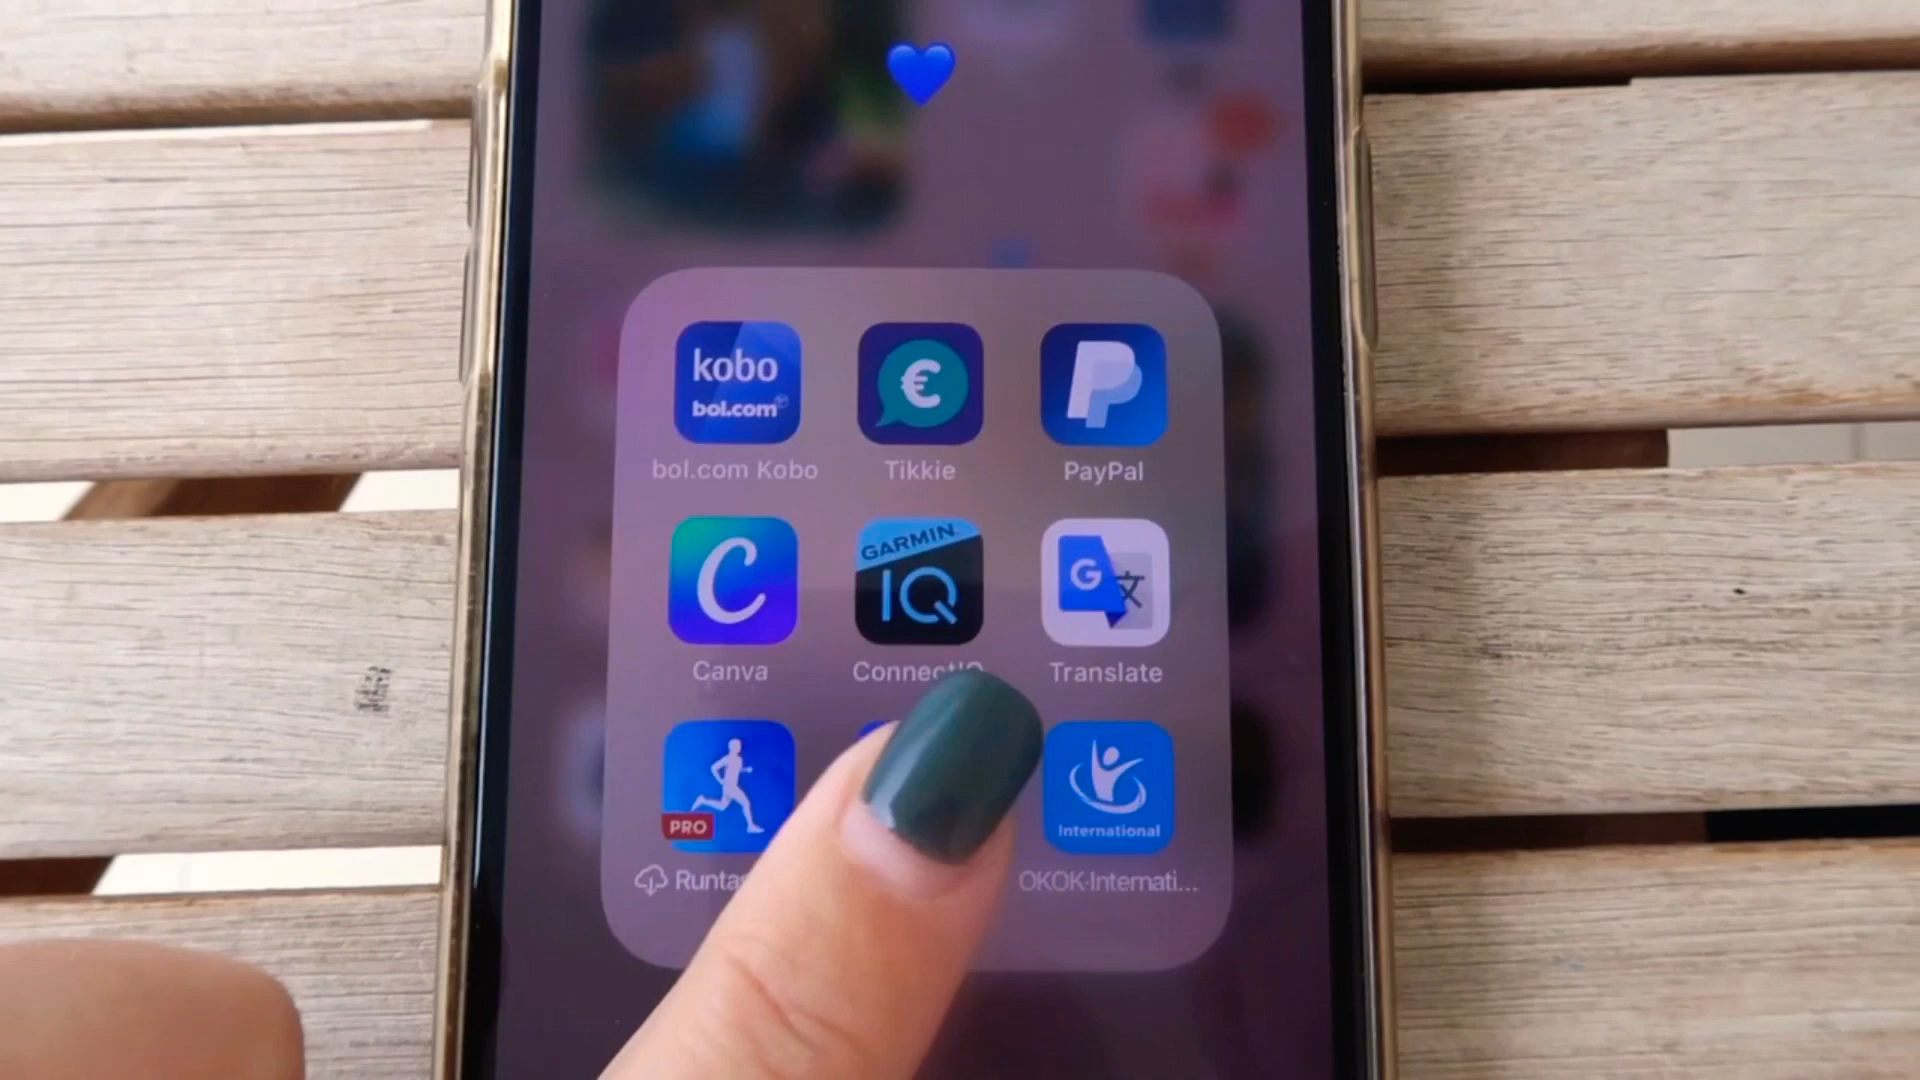 💙
kobo
bol.com
€
bol.com Kobo
Tikkie
PayPal
C
GARMIN
IQ
G
文
Canva
Translate
PRO
International
OKOK-Internati...